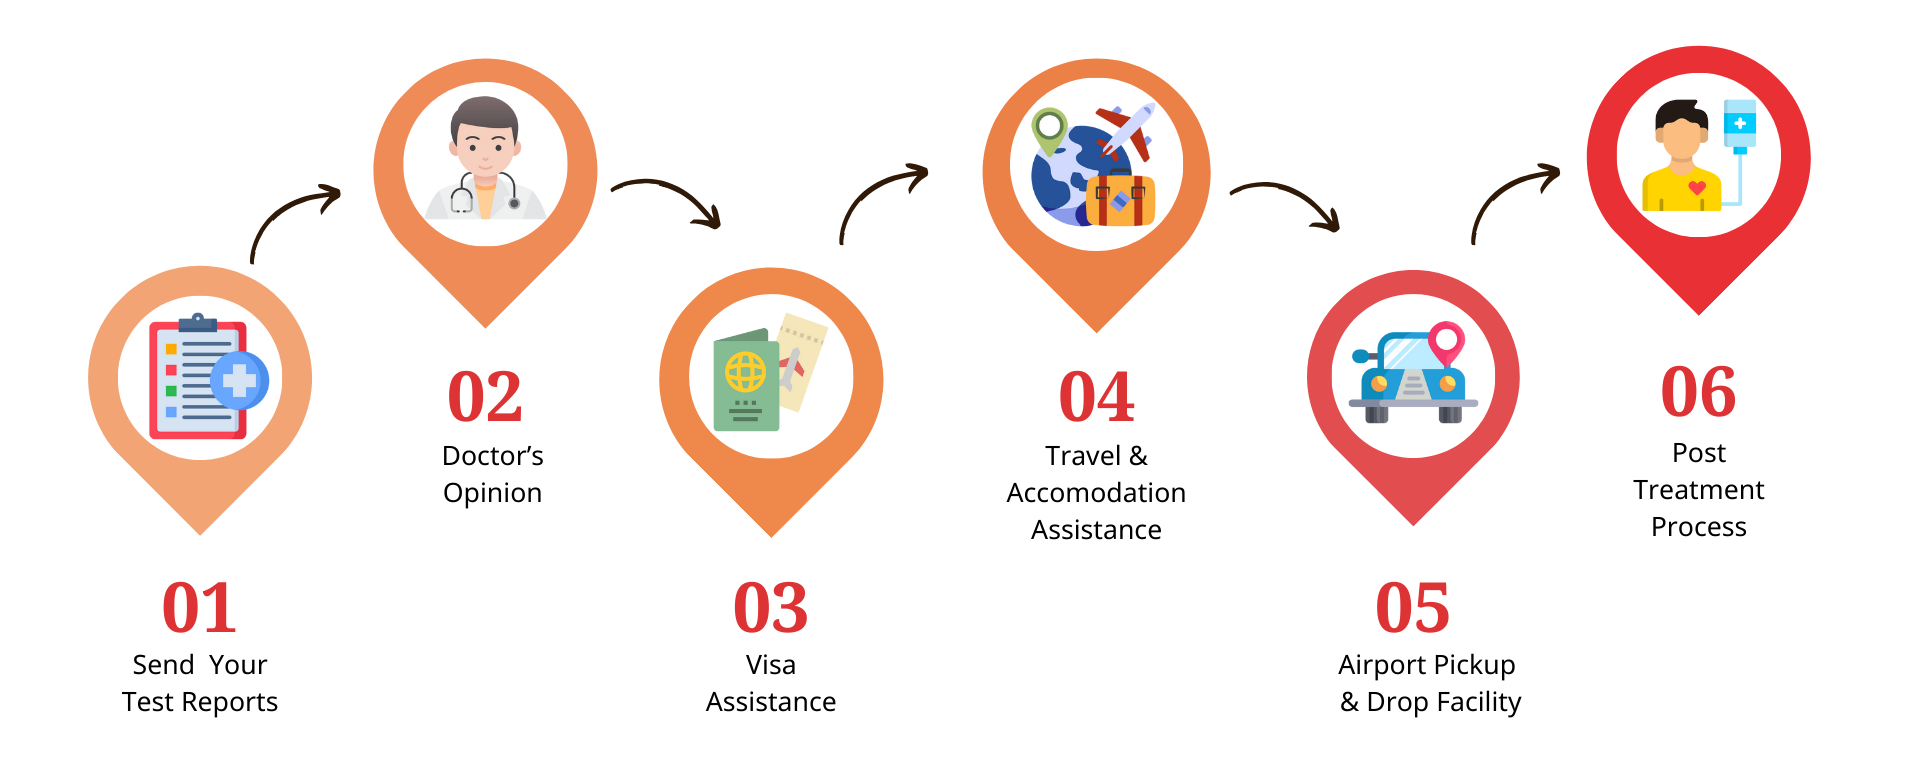 01
Send Your
Test Reports
02
Doctor’s
Opinion
03
Visa
Assistance
04
Travel &
Accomodation
Assistance
05
Airport Pickup
& Drop Facility
06
Post
Treatment
Process